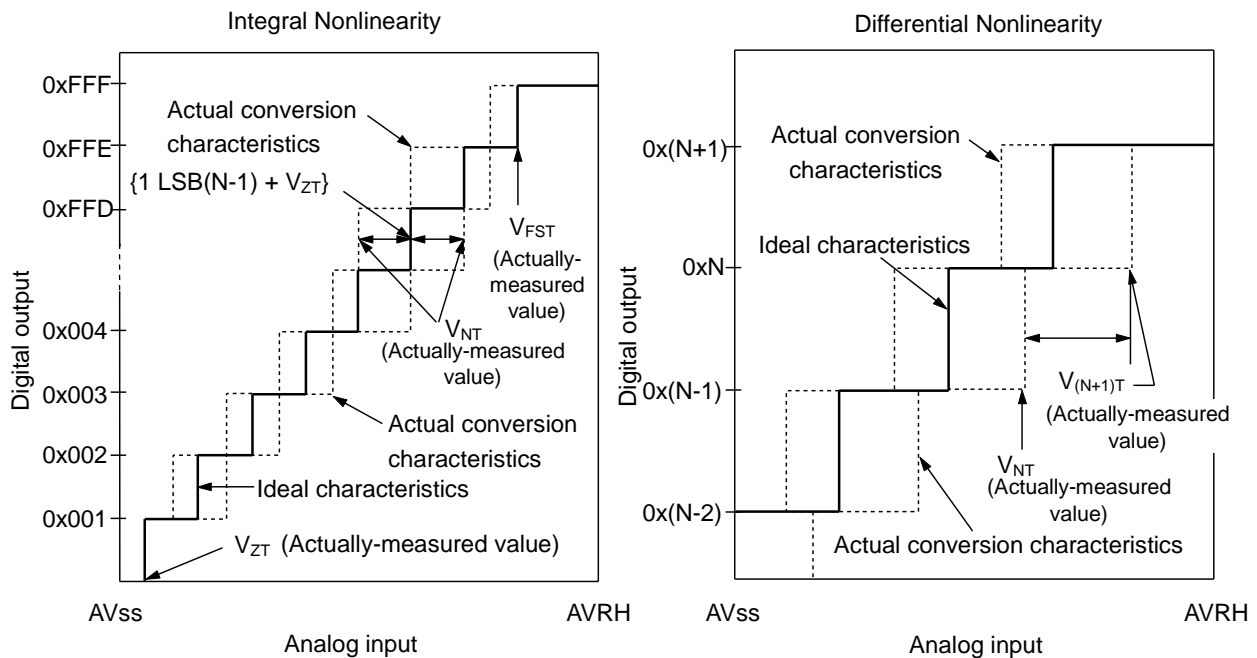 Integral Nonlinearity
0xFFF
0xFFE
0xFFD
0x004
0x003
0x002
0x001
Digital output
Actual conversion
characteristics
{1 LSB(N-1) + VZT}
VFST
(Actually-
measured
value)
VNT
(Actually-measured
value)
Actual conversion
characteristics
Ideal characteristics
VZT (Actually-measured value)
AVss
AVRH
Analog input
Differential Nonlinearity
0x(N+1)
0xN
0x(N-1)
0x(N-2)
Digital output
Actual conversion
characteristics
Ideal characteristics
V(N+1)T
(Actually-measured
value)
VNT
(Actually-measured
value)
Actual conversion characteristics
AVss
AVRH
Analog input